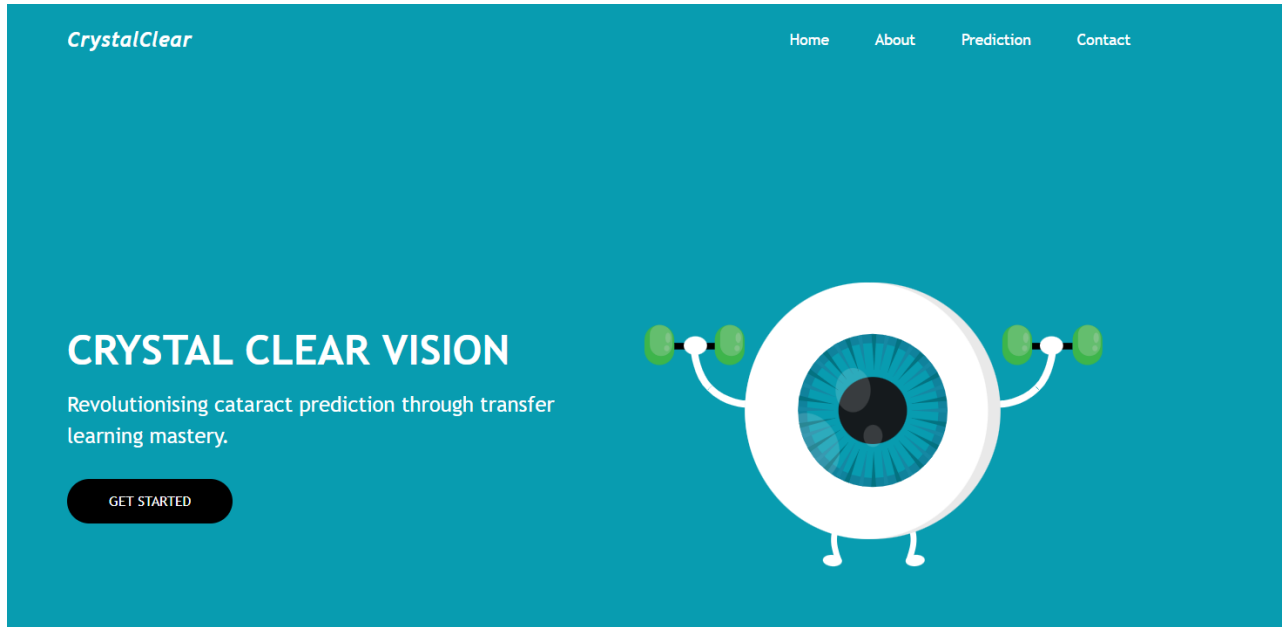 CrystalClear
Home About Prediction Contact
CRYSTAL CLEAR VISION
Revolutionising cataract prediction through transfer
learning mastery.
GET STARTED